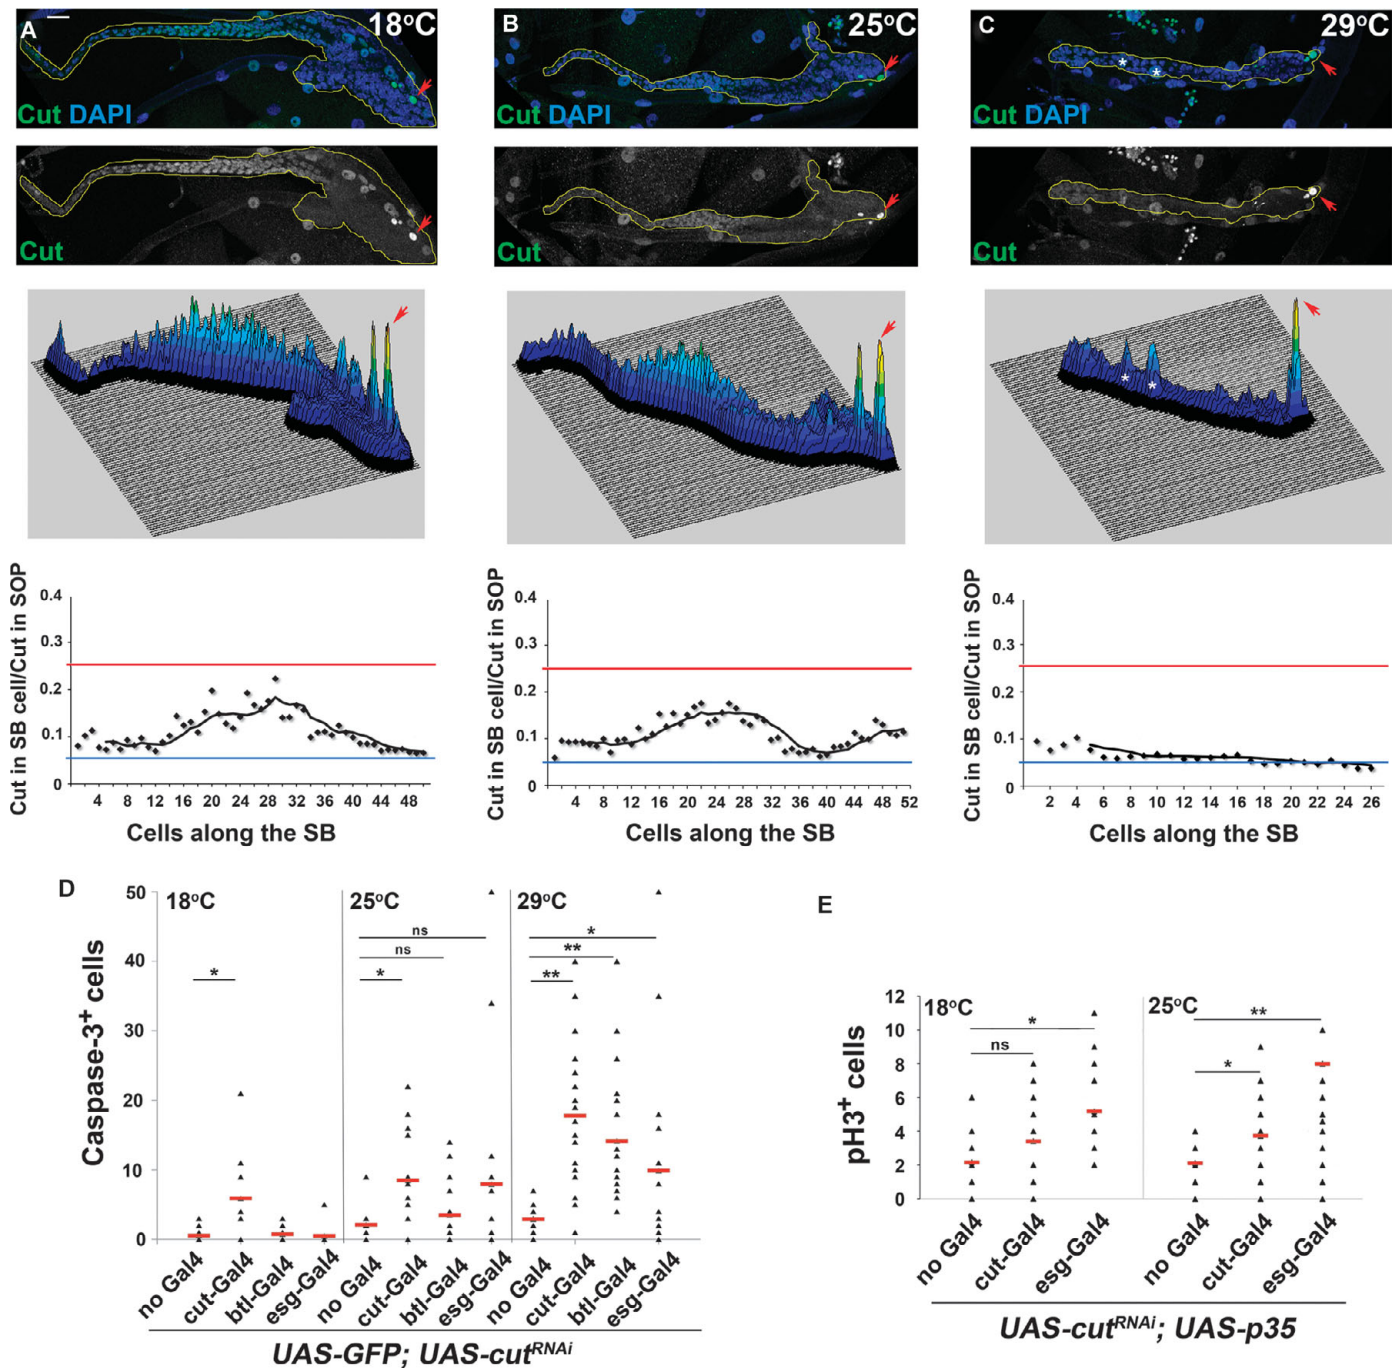 A 18°C
Cut DAPI
Cut
B 25°C
Cut DAPI
Cut
C 29°C
Cut DAPI
Cut
* *
* *
Cut in SB cell/Cut in SOP
0.4
0.3
0.2
0.1
0
4 8 12 16 20 24 28 32 36 40 44 48
Cells along the SB
Cut in SB cell/Cut in SOP
0.4
0.3
0.2
0.1
0
4 8 12 16 20 24 28 32 36 40 44 48 52
Cells along the SB
Cut in SB cell/Cut in SOP
0.4
0.3
0.2
0.1
0
2 4 6 8 10 12 14 16 18 20 22 24 26
Cells along the SB
D
Caspase-3+ cells
50
40
30
20
10
0
18°C
*
no Gal4 cut-Gal4 btl-Gal4 esg-Gal4
25°C
ns
ns
*
no Gal4 cut-Gal4 btl-Gal4 esg-Gal4
29°C
*
**
**
no Gal4 cut-Gal4 btl-Gal4 esg-Gal4
UAS-GFP; UAS-cutRNAi
E
pH3+ cells
12
10
8
6
4
2
0
18°C
*
ns
no Gal4 cut-Gal4 esg-Gal4
25°C
**
*
no Gal4 cut-Gal4 esg-Gal4
UAS-cutRNAi; UAS-p35